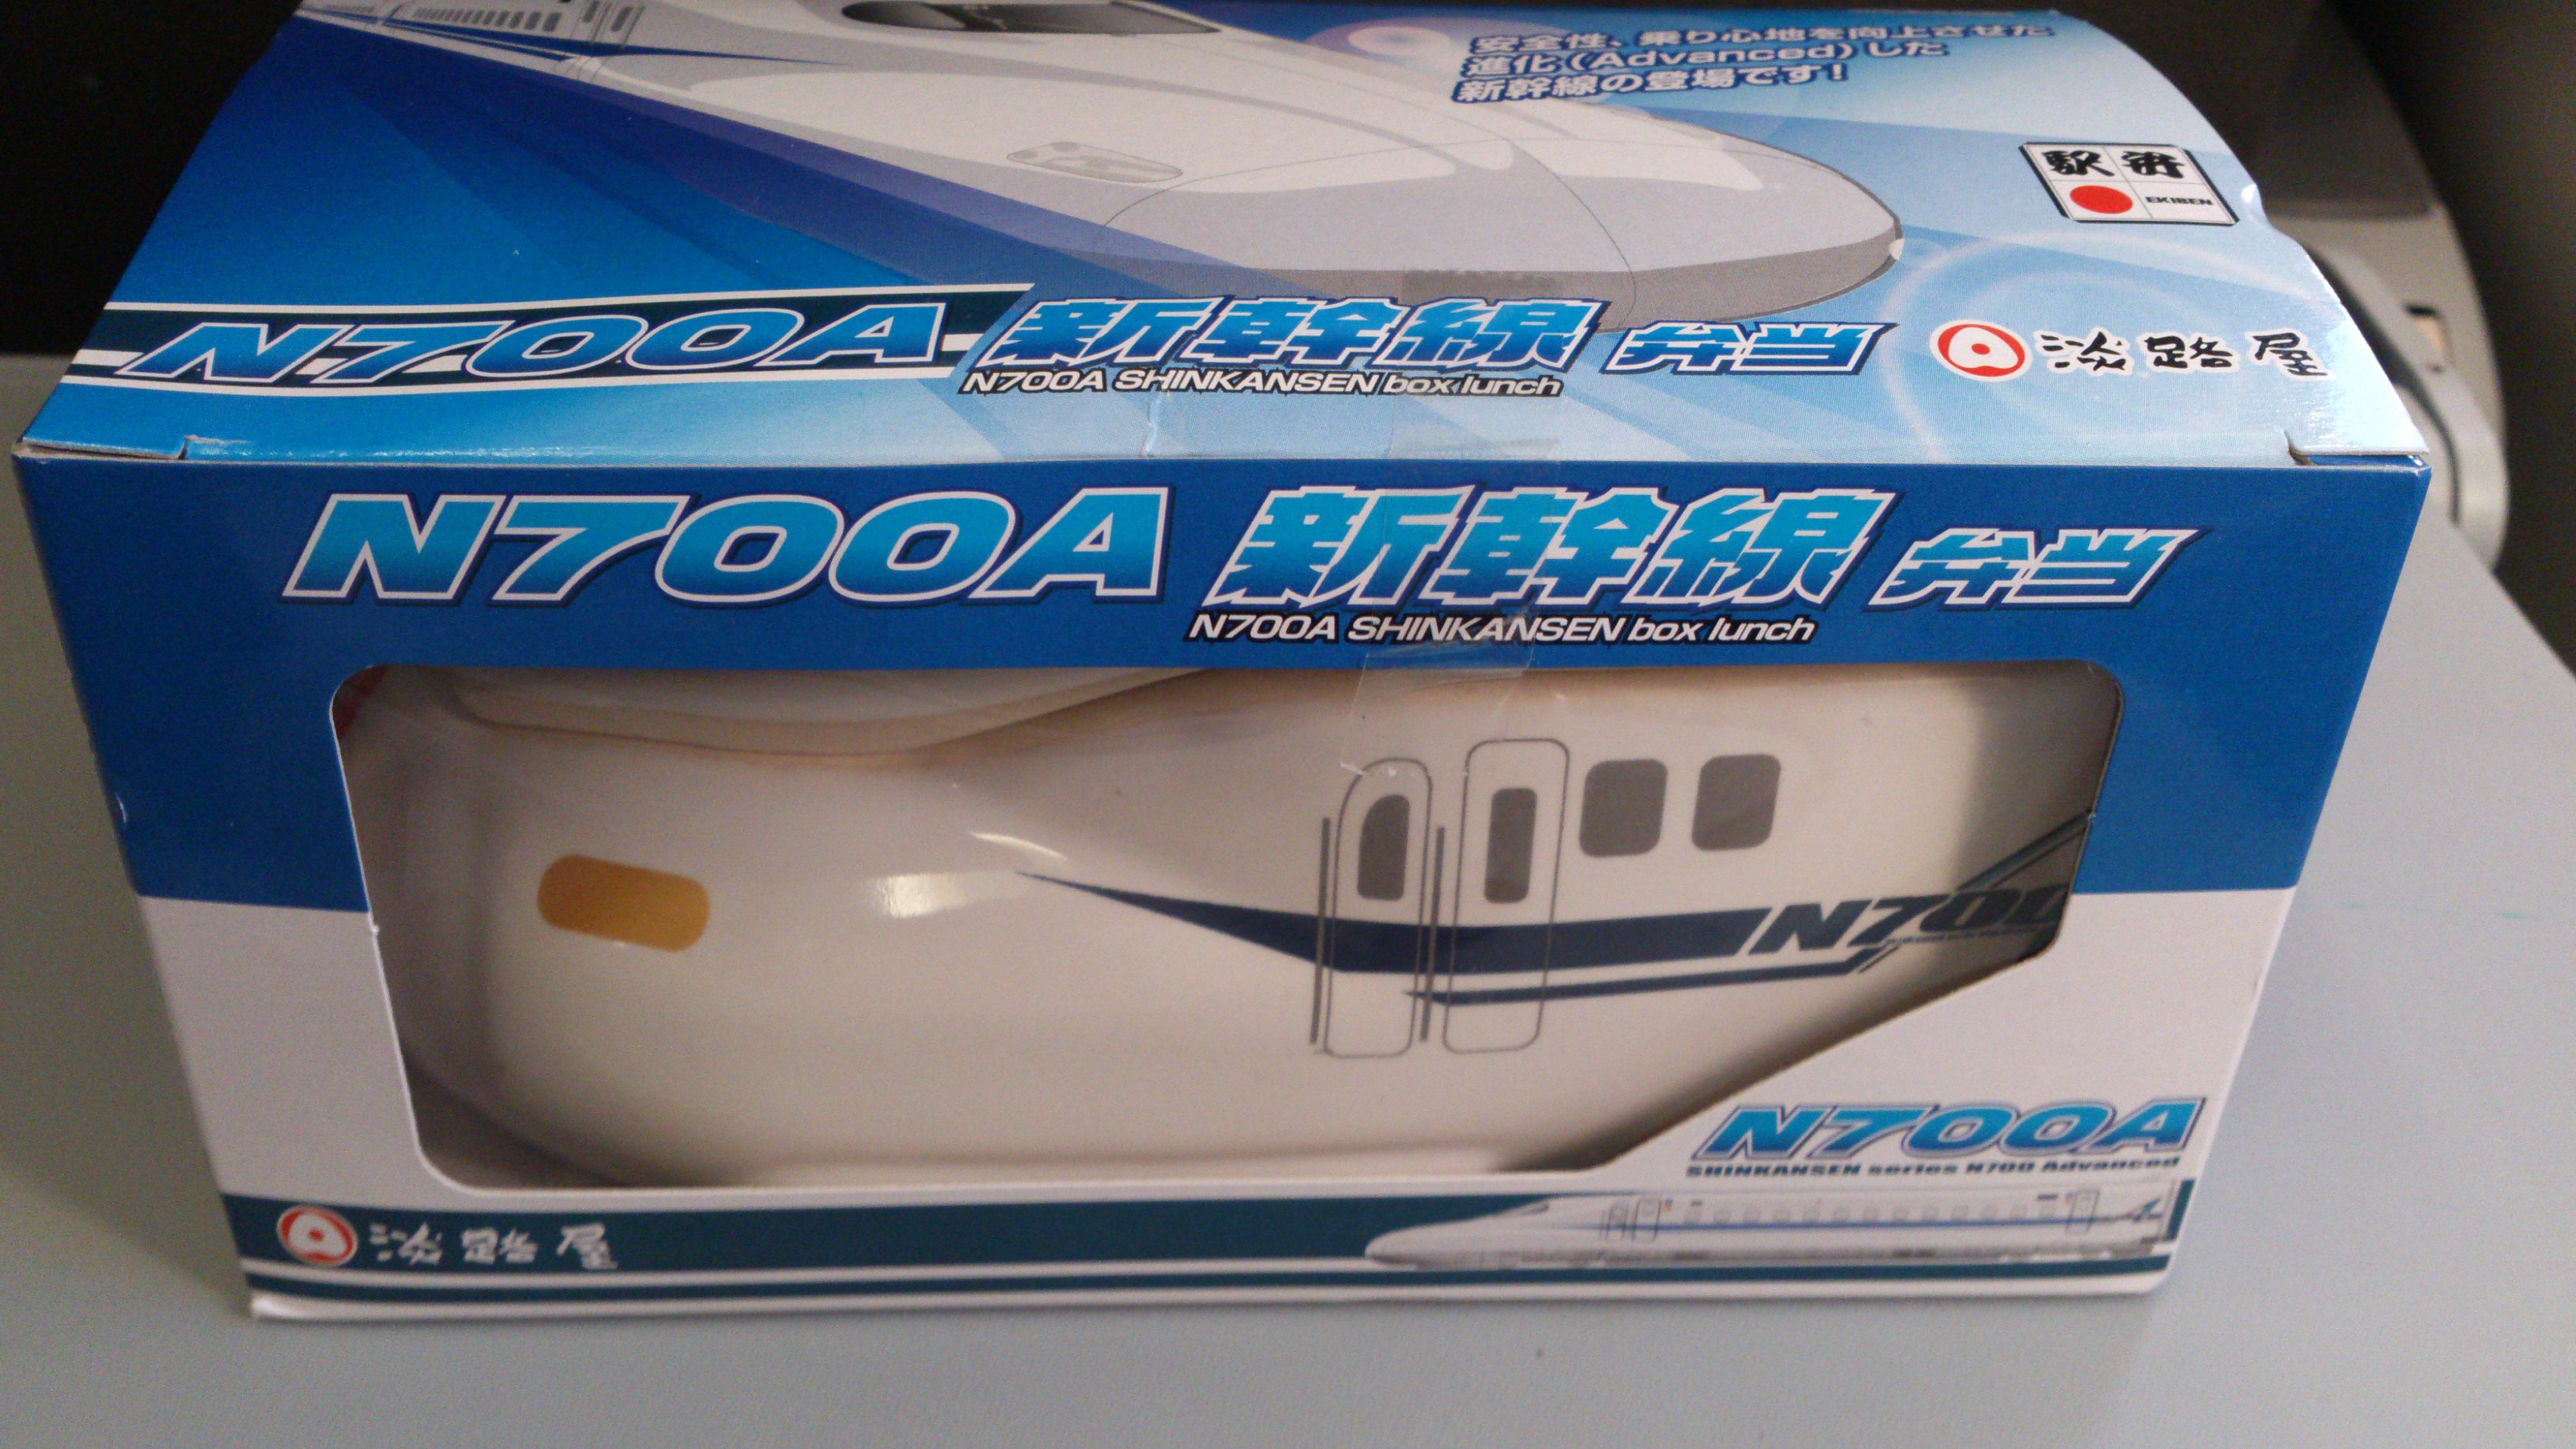 安全性、乗り心地を向上させた
進化(Advanced)した
新幹線の登場です!
駅弁
EKIBEN
N700A 新幹線 弁当
N700A SHINKANSEN box lunch
淡路屋
N700A 新幹線 弁当
N700A SHINKANSEN box lunch
N700
N700A
SHINKANSEN series N700 Advanced
淡路屋